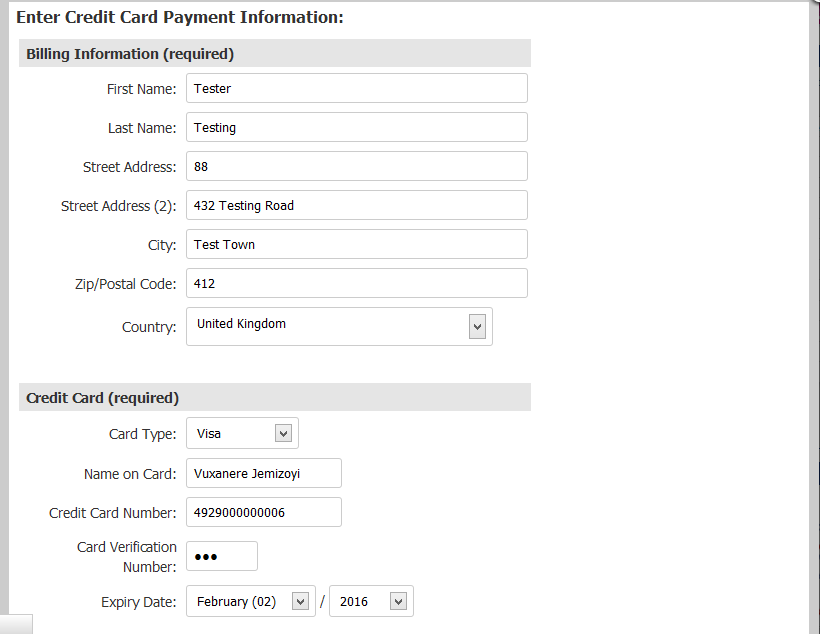 Enter Credit Card Payment Information:
Billing Information (required)
First Name: Tester
Last Name: Testing
Street Address: 88
Street Address (2): 432 Testing Road
City: Test Town
Zip/Postal Code: 412
Country: United Kingdom
Credit Card (required)
Card Type: Visa
Name on Card: Vuxanere Jemizoyi
Credit Card Number: 4929000000006
Card Verification
Number: •••
Expiry Date: February (02) / 2016